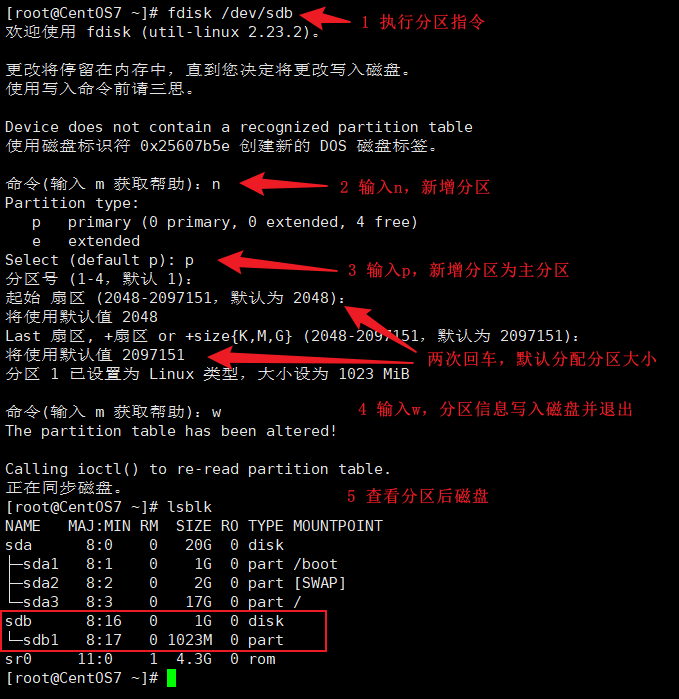 [root@CentOS7 ~]# fdisk /dev/sdb
1 执行分区指令
欢迎使用 fdisk (util-linux 2.23.2)。
更改将停留在内存中，直到您决定将更改写入磁盘。
使用写入命令前请三思。
Device does not contain a recognized partition table
使用磁盘标识符 0x25607b5e 创建新的 DOS 磁盘标签。
命令(输入 m 获取帮助)：n
2 输入n，新增分区
Partition type:
p   primary (0 primary, 0 extended, 4 free)
e   extended
Select (default p): p
3 输入p，新增分区为主分区
分区号 (1-4，默认 1)：
起始 扇区 (2048-2097151，默认为 2048)：
将使用默认值 2048
Last 扇区, +扇区 or +size{K,M,G} (2048-2097151，默认为 2097151)：
将使用默认值 2097151
两次回车，默认分配分区大小
分区 1 已设置为 Linux 类型，大小设为 1023 MiB
命令(输入 m 获取帮助)：w
4 输入w，分区信息写入磁盘并退出
The partition table has been altered!
Calling ioctl() to re-read partition table.
正在同步磁盘。
5 查看分区后磁盘
[root@CentOS7 ~]# lsblk
NAME   MAJ:MIN RM  SIZE RO TYPE MOUNTPOINT
sda      8:0    0   20G  0 disk
├─sda1   8:1    0    1G  0 part /boot
├─sda2   8:2    0    2G  0 part [SWAP]
└─sda3   8:3    0   17G  0 part /
sdb      8:16   0    1G  0 disk
└─sdb1   8:17   0 1023M  0 part
sr0     11:0    1  4.3G  0 rom
[root@CentOS7 ~]#